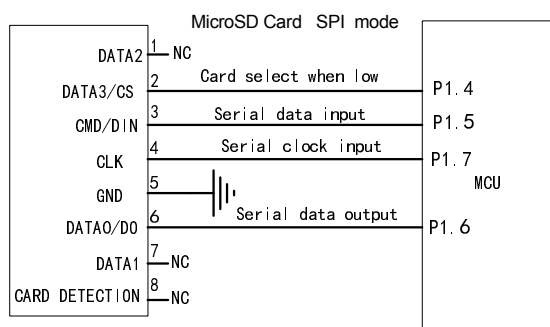 MicroSD Card SPI mode
DATA2 1 NC
DATA3/CS 2 Card select when low P1.4
CMD/DIN 3 Serial data input P1.5
CLK 4 Serial clock input P1.7
MCU
GND 5
DATA0/DO 6 Serial data output P1.6
DATA1 7 NC
CARD DETECTION 8 NC